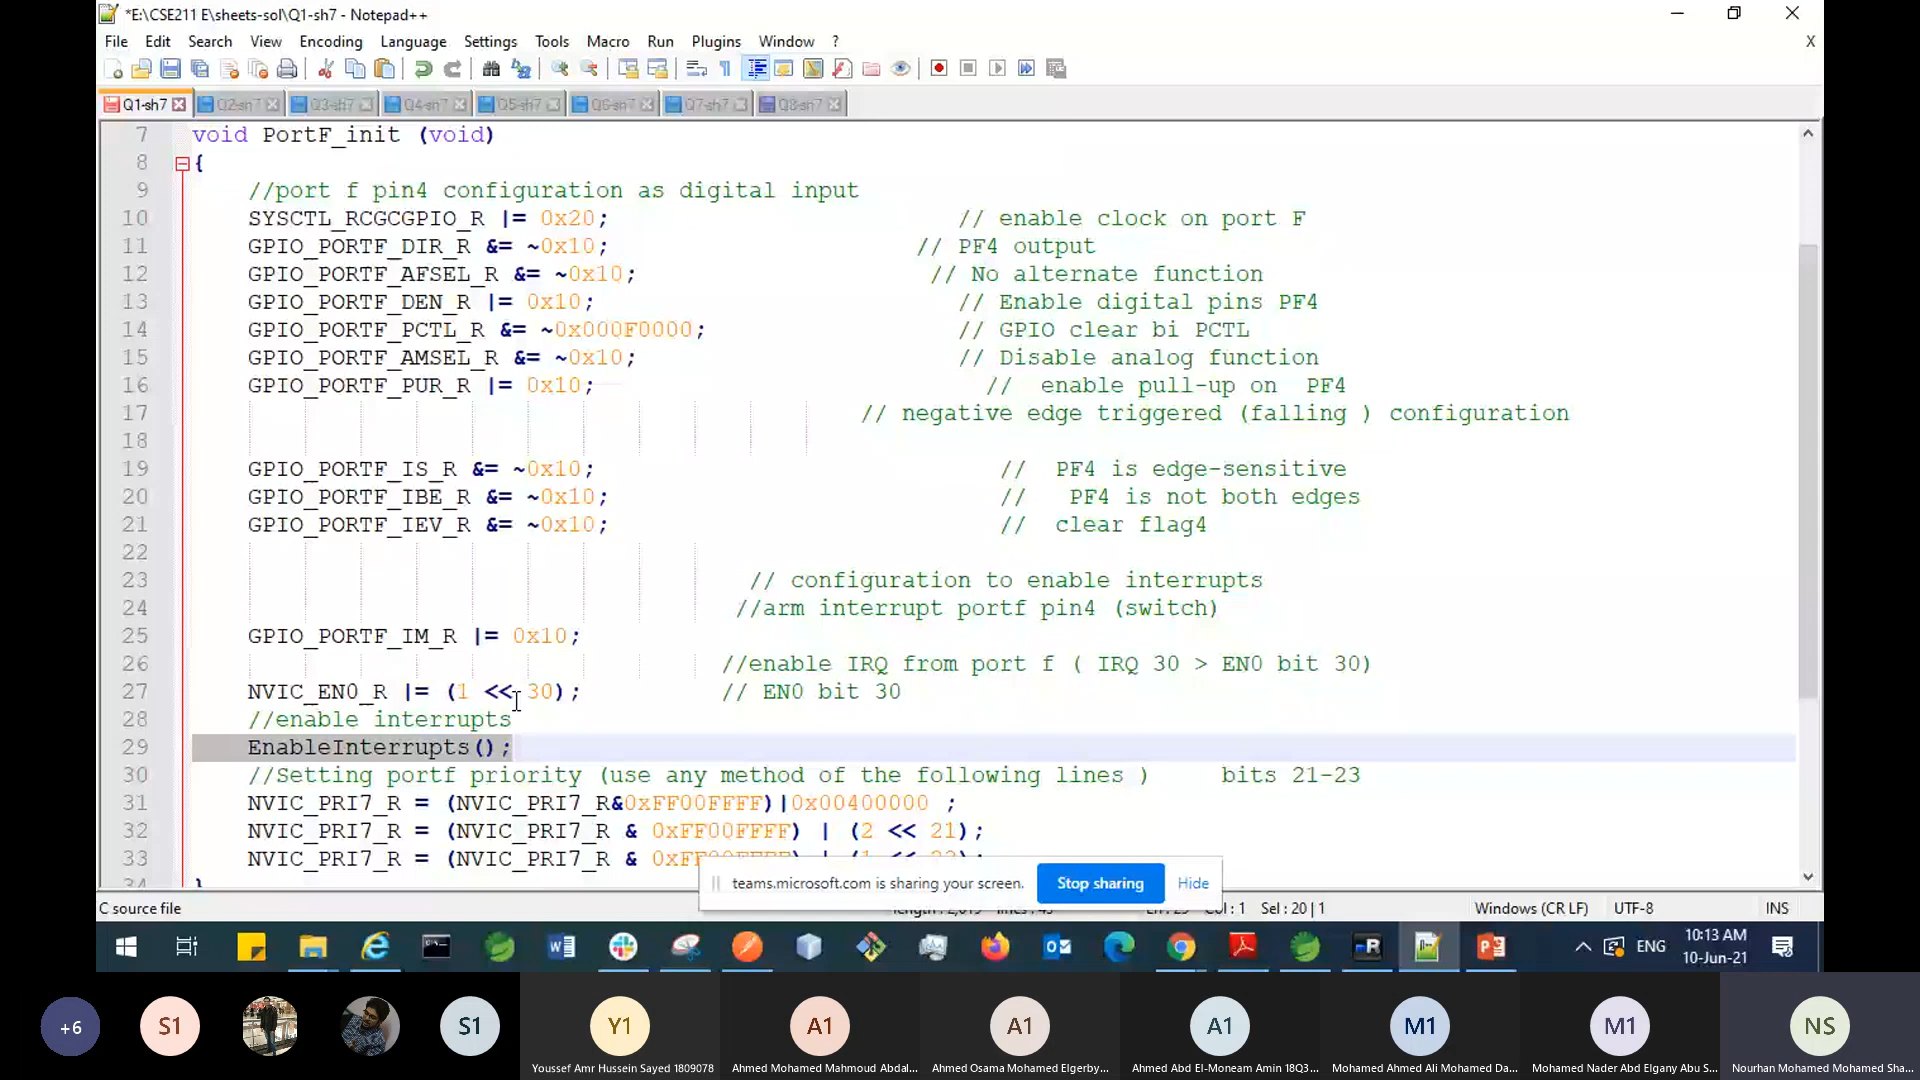 *E:\CSE211 E\sheets-sol\Q1-sh7 - Notepad++
File Edit Search View Encoding Language Settings Tools Macro Run Plugins Window ? X
Q1-sh7 Q2-sh7 Q3-sh7 Q4-sh7 Q5-sh7 Q6-sh7 Q7-sh7 Q8-sh7
7 void PortF_init (void)
8 {
9 //port f pin4 configuration as digital input
10 SYSCTL_RCGCGPIO_R |= 0x20; // enable clock on port F
11 GPIO_PORTF_DIR_R &= ~0x10; // PF4 output
12 GPIO_PORTF_AFSEL_R &= ~0x10; // No alternate function
13 GPIO_PORTF_DEN_R |= 0x10; // Enable digital pins PF4
14 GPIO_PORTF_PCTL_R &= ~0x000F0000; // GPIO clear bi PCTL
15 GPIO_PORTF_AMSEL_R &= ~0x10; // Disable analog function
16 GPIO_PORTF_PUR_R |= 0x10; // enable pull-up on PF4
17 // negative edge triggered (falling ) configuration
18
19 GPIO_PORTF_IS_R &= ~0x10; // PF4 is edge-sensitive
20 GPIO_PORTF_IBE_R &= ~0x10; // PF4 is not both edges
21 GPIO_PORTF_IEV_R &= ~0x10; // clear flag4
22
23 // configuration to enable interrupts
24 //arm interrupt portf pin4 (switch)
25 GPIO_PORTF_IM_R |= 0x10;
26 //enable IRQ from port f ( IRQ 30 > EN0 bit 30)
27 NVIC_EN0_R |= (1 << 30); // EN0 bit 30
28 //enable interrupts
29 EnableInterrupts();
30 //Setting portf priority (use any method of the following lines ) bits 21-23
31 NVIC_PRI7_R = (NVIC_PRI7_R&0xFF00FFFF)|0x00400000 ;
32 NVIC_PRI7_R = (NVIC_PRI7_R & 0xFF00FFFF) | (2 << 21);
33 NVIC_PRI7_R = (NVIC_PRI7_R &
34 }
teams.microsoft.com is sharing your screen. Stop sharing Hide
C source file Col : 1 Sel : 20 | 1 Windows (CR LF) UTF-8 INS
ENG 10:13 AM
10-Jun-21
+6 S1 S1 Y1 A1 A1 A1 M1 M1 NS
Youssef Amr Hussein Sayed 1809078 Ahmed Mohamed Mahmoud Abdal... Ahmed Osama Mohamed Elgerby... Ahmed Abd El-Moneam Amin 18Q3... Mohamed Ahmed Ali Mohamed Da... Mohamed Nader Abd Elgany Abu S... Nourhan Mohamed Mohamed Sha...